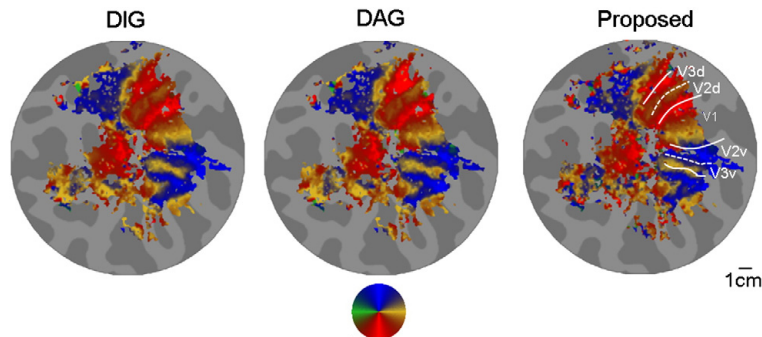 DIG
DAG
Proposed
V3d
V2d
V1
V2v
V3v
1cm